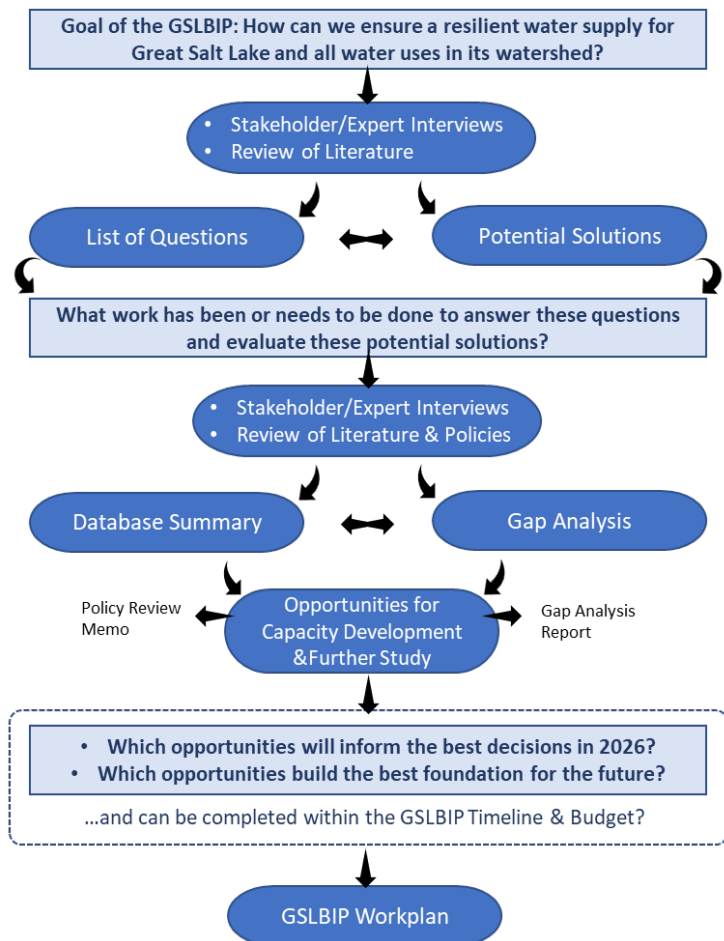 Goal of the GSLBIP: How can we ensure a resilient water supply for
Great Salt Lake and all water uses in its watershed?
• Stakeholder/Expert Interviews
• Review of Literature
List of Questions
Potential Solutions
What work has been or needs to be done to answer these questions
and evaluate these potential solutions?
• Stakeholder/Expert Interviews
• Review of Literature & Policies
Database Summary
Gap Analysis
Policy Review
Memo
Opportunities for
Capacity Development
&Further Study
Gap Analysis
Report
• Which opportunities will inform the best decisions in 2026?
• Which opportunities build the best foundation for the future?
...and can be completed within the GSLBIP Timeline & Budget?
GSLBIP Workplan